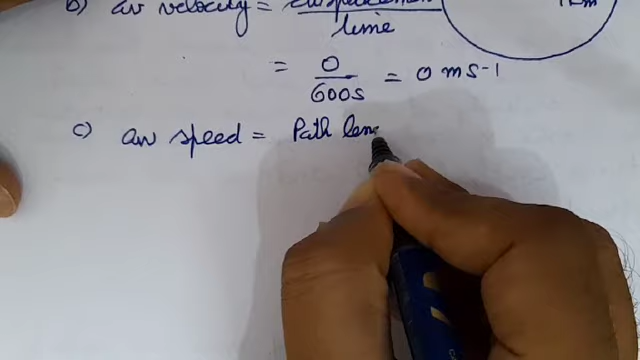 b) av velocity = displacement
time
= 0
600s = 0 ms-1
c) av speed = Path len